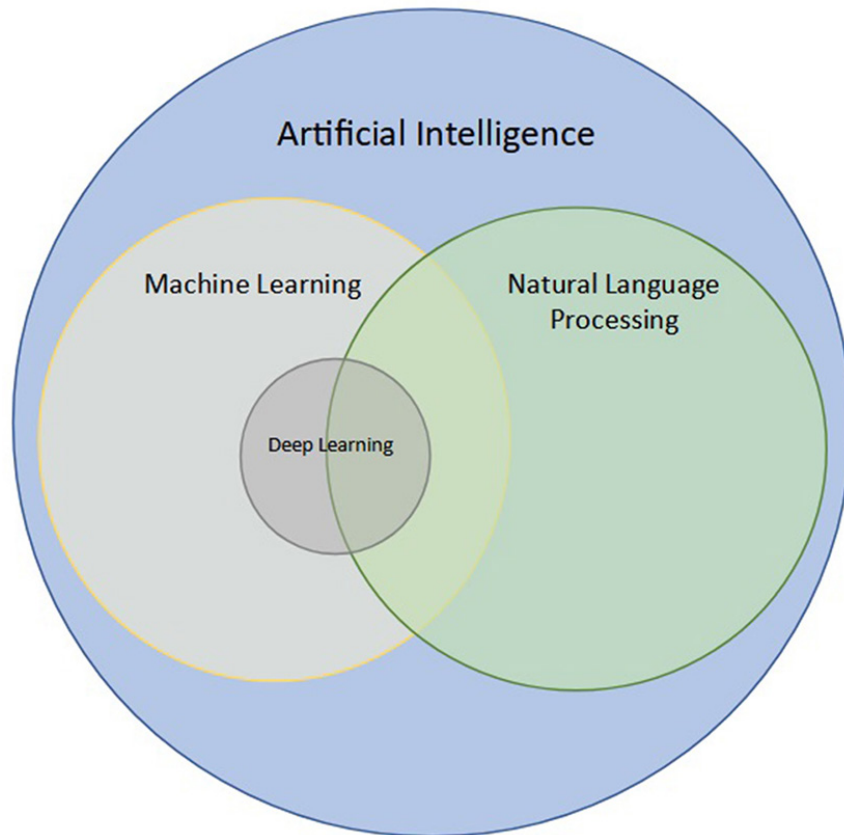 Artificial Intelligence
Machine Learning
Natural Language
Processing
Deep Learning